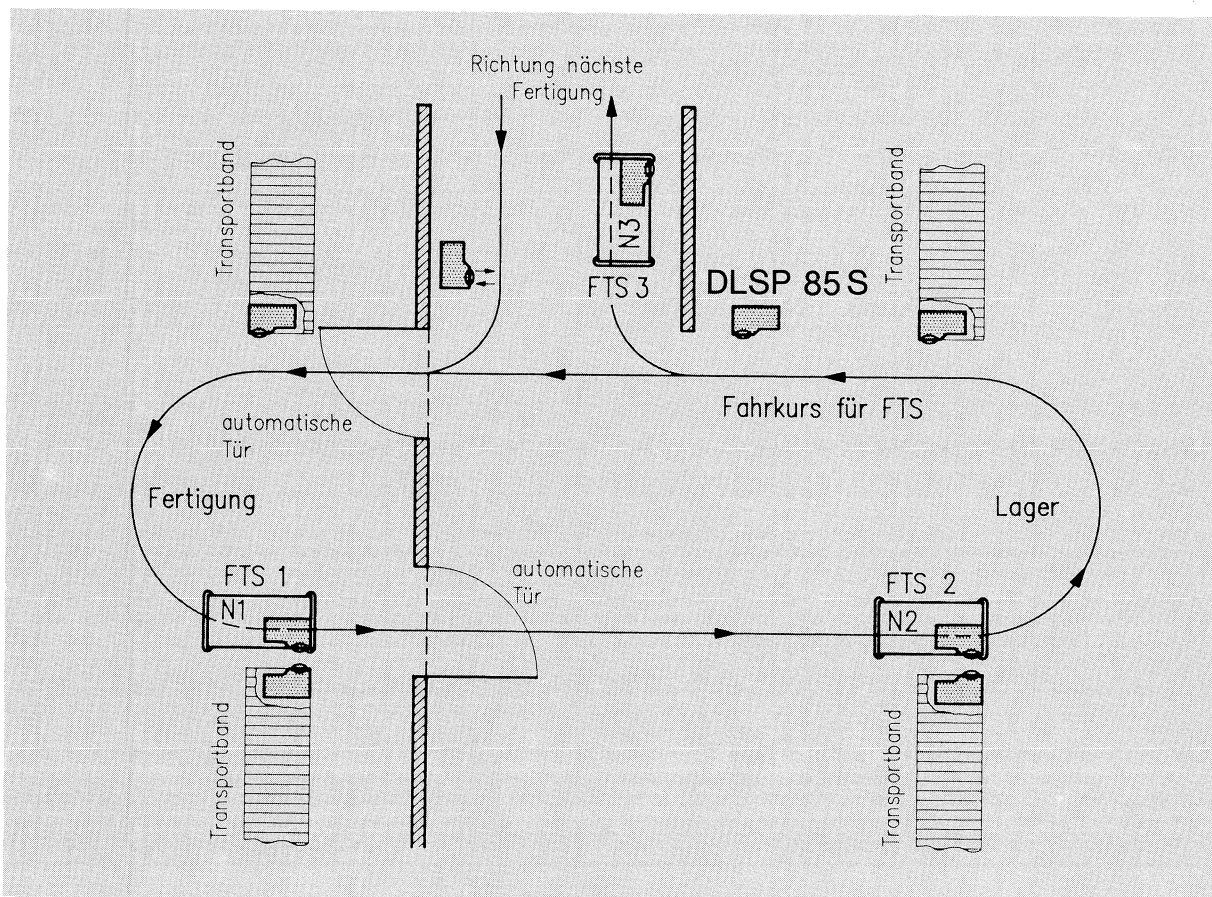 Richtung nächste
Fertigung
Transportband
N3
FTS 3
DLSP 85 S
Transportband
Fahrkurs für FTS
automatische
Tür
Fertigung
Lager
FTS 1
N1
automatische
Tür
FTS 2
N2
Transportband
Transportband